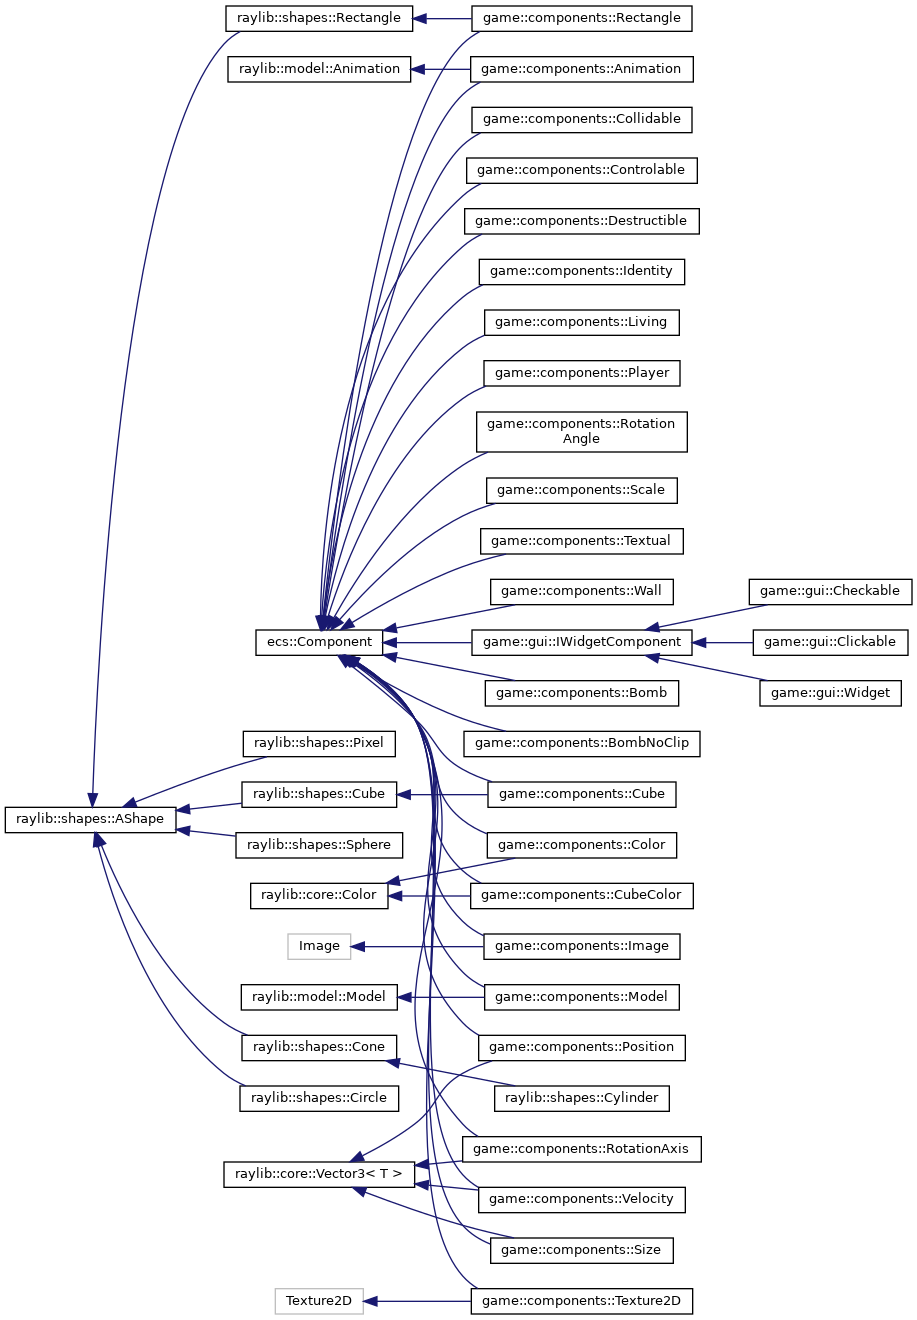 raylib::shapes::Rectangle
game::components::Rectangle
raylib::model::Animation
game::components::Animation
game::components::Collidable
game::components::Controlable
game::components::Destructible
game::components::Identity
game::components::Living
game::components::Player
game::components::Rotation
Angle
game::components::Scale
game::components::Textual
game::components::Wall
game::gui::Checkable
ecs::Component
game::gui::IWidgetComponent
game::gui::Clickable
game::components::Bomb
game::gui::Widget
raylib::shapes::Pixel
game::components::BombNoClip
raylib::shapes::Cube
game::components::Cube
raylib::shapes::AShape
raylib::shapes::Sphere
game::components::Color
raylib::core::Color
game::components::CubeColor
Image
game::components::Image
raylib::model::Model
game::components::Model
raylib::shapes::Cone
game::components::Position
raylib::shapes::Circle
raylib::shapes::Cylinder
game::components::RotationAxis
raylib::core::Vector3< T >
game::components::Velocity
game::components::Size
Texture2D
game::components::Texture2D